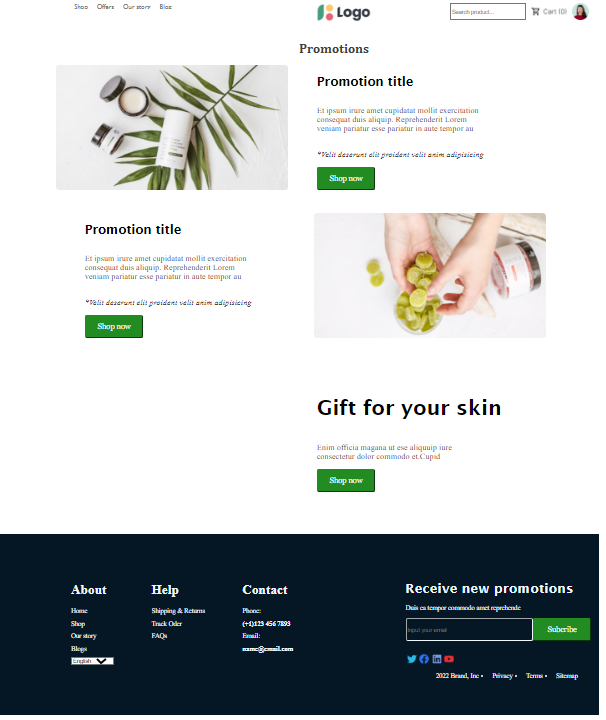 Shop Offers Our story Blog
Logo
Search product...
Cart (0)
Promotions
Promotion title
Et ipsum irure amet cupidatat mollit exercitation
consequat duis aliquip. Reprehenderit Lorem
veniam pariatur esse pariatur in aute tempor au
*Velit deserunt elit proident velit anim adipisicing
Shop now
Promotion title
Et ipsum irure amet cupidatat mollit exercitation
consequat duis aliquip. Reprehenderit Lorem
veniam pariatur esse pariatur in aute tempor au
*Velit deserunt elit proident velit anim adipisicing
Shop now
Gift for your skin
Enim officia magana ut ese aliquuip iure
consectetur dolor commodo et.Cupid
Shop now
About
Home
Shop
Our story
Blogs
English
Help
Shipping & Returns
Track Oder
FAQs
Contact
Phone:
(+1)123 456 7893
Email:
name@email.com
Receive new promotions
Duis ea tempor commodo amet reprehende
Input your email
Subcribe
2022 Brand, Inc • Privacy • Terms • Sitemap